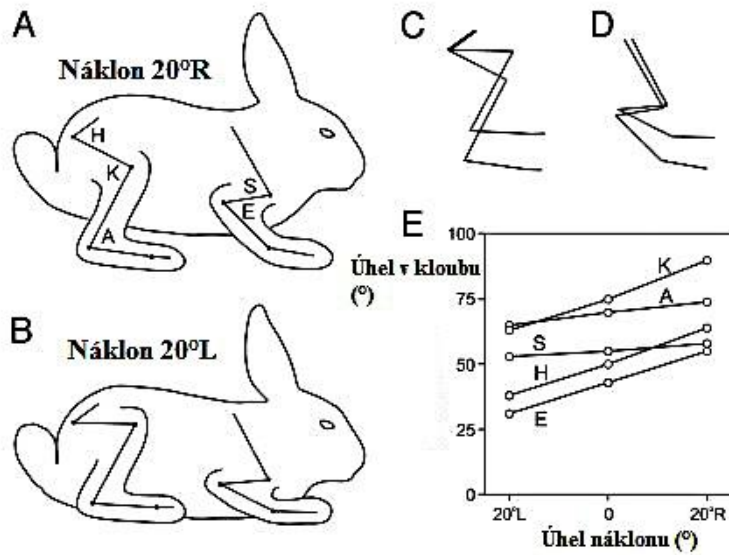 A
Náklon 20°R
H
K
S
E
A
B
Náklon 20°L
C
D
E
Úhel v kloubu
(°)
100
75
50
25
0
K
A
S
H
E
20°L
0
20°R
Úhel náklonu (°)